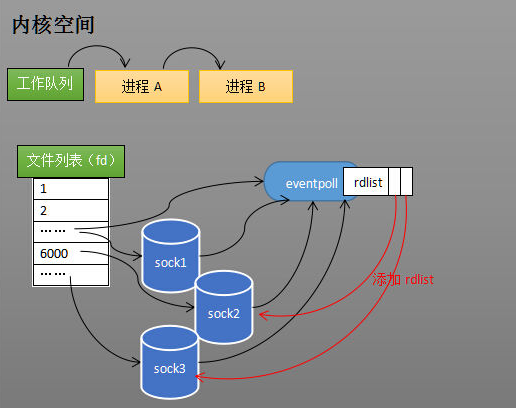 内核空间
工作队列
进程 A
进程 B
文件列表（fd）
1
2
……
6000
……
eventpoll
rdlist
sock1
sock2
sock3
添加 rdlist